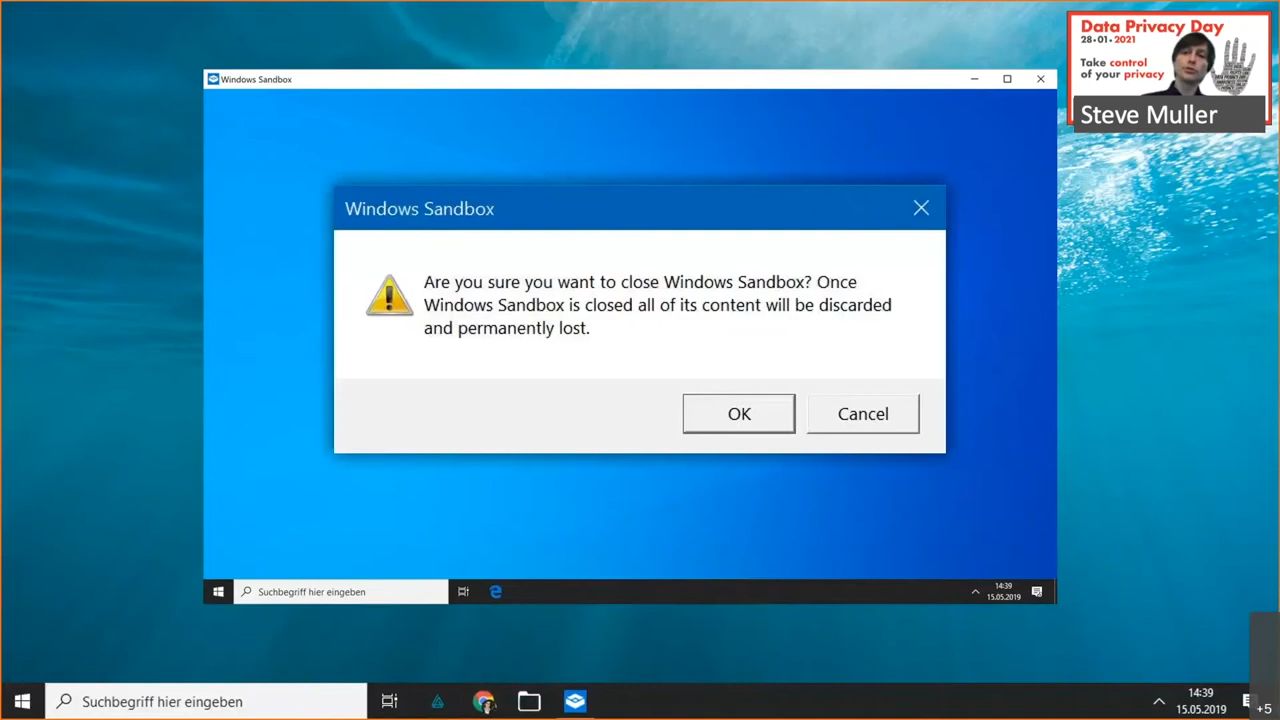 Data Privacy Day
28•01•2021
Take control
of your privacy
Steve Muller
Windows Sandbox
Windows Sandbox
Are you sure you want to close Windows Sandbox? Once
Windows Sandbox is closed all of its content will be discarded
and permanently lost.
OK
Cancel
Suchbegriff hier eingeben
14:39
15.05.2019
Suchbegriff hier eingeben
14:39
15.05.2019
+5